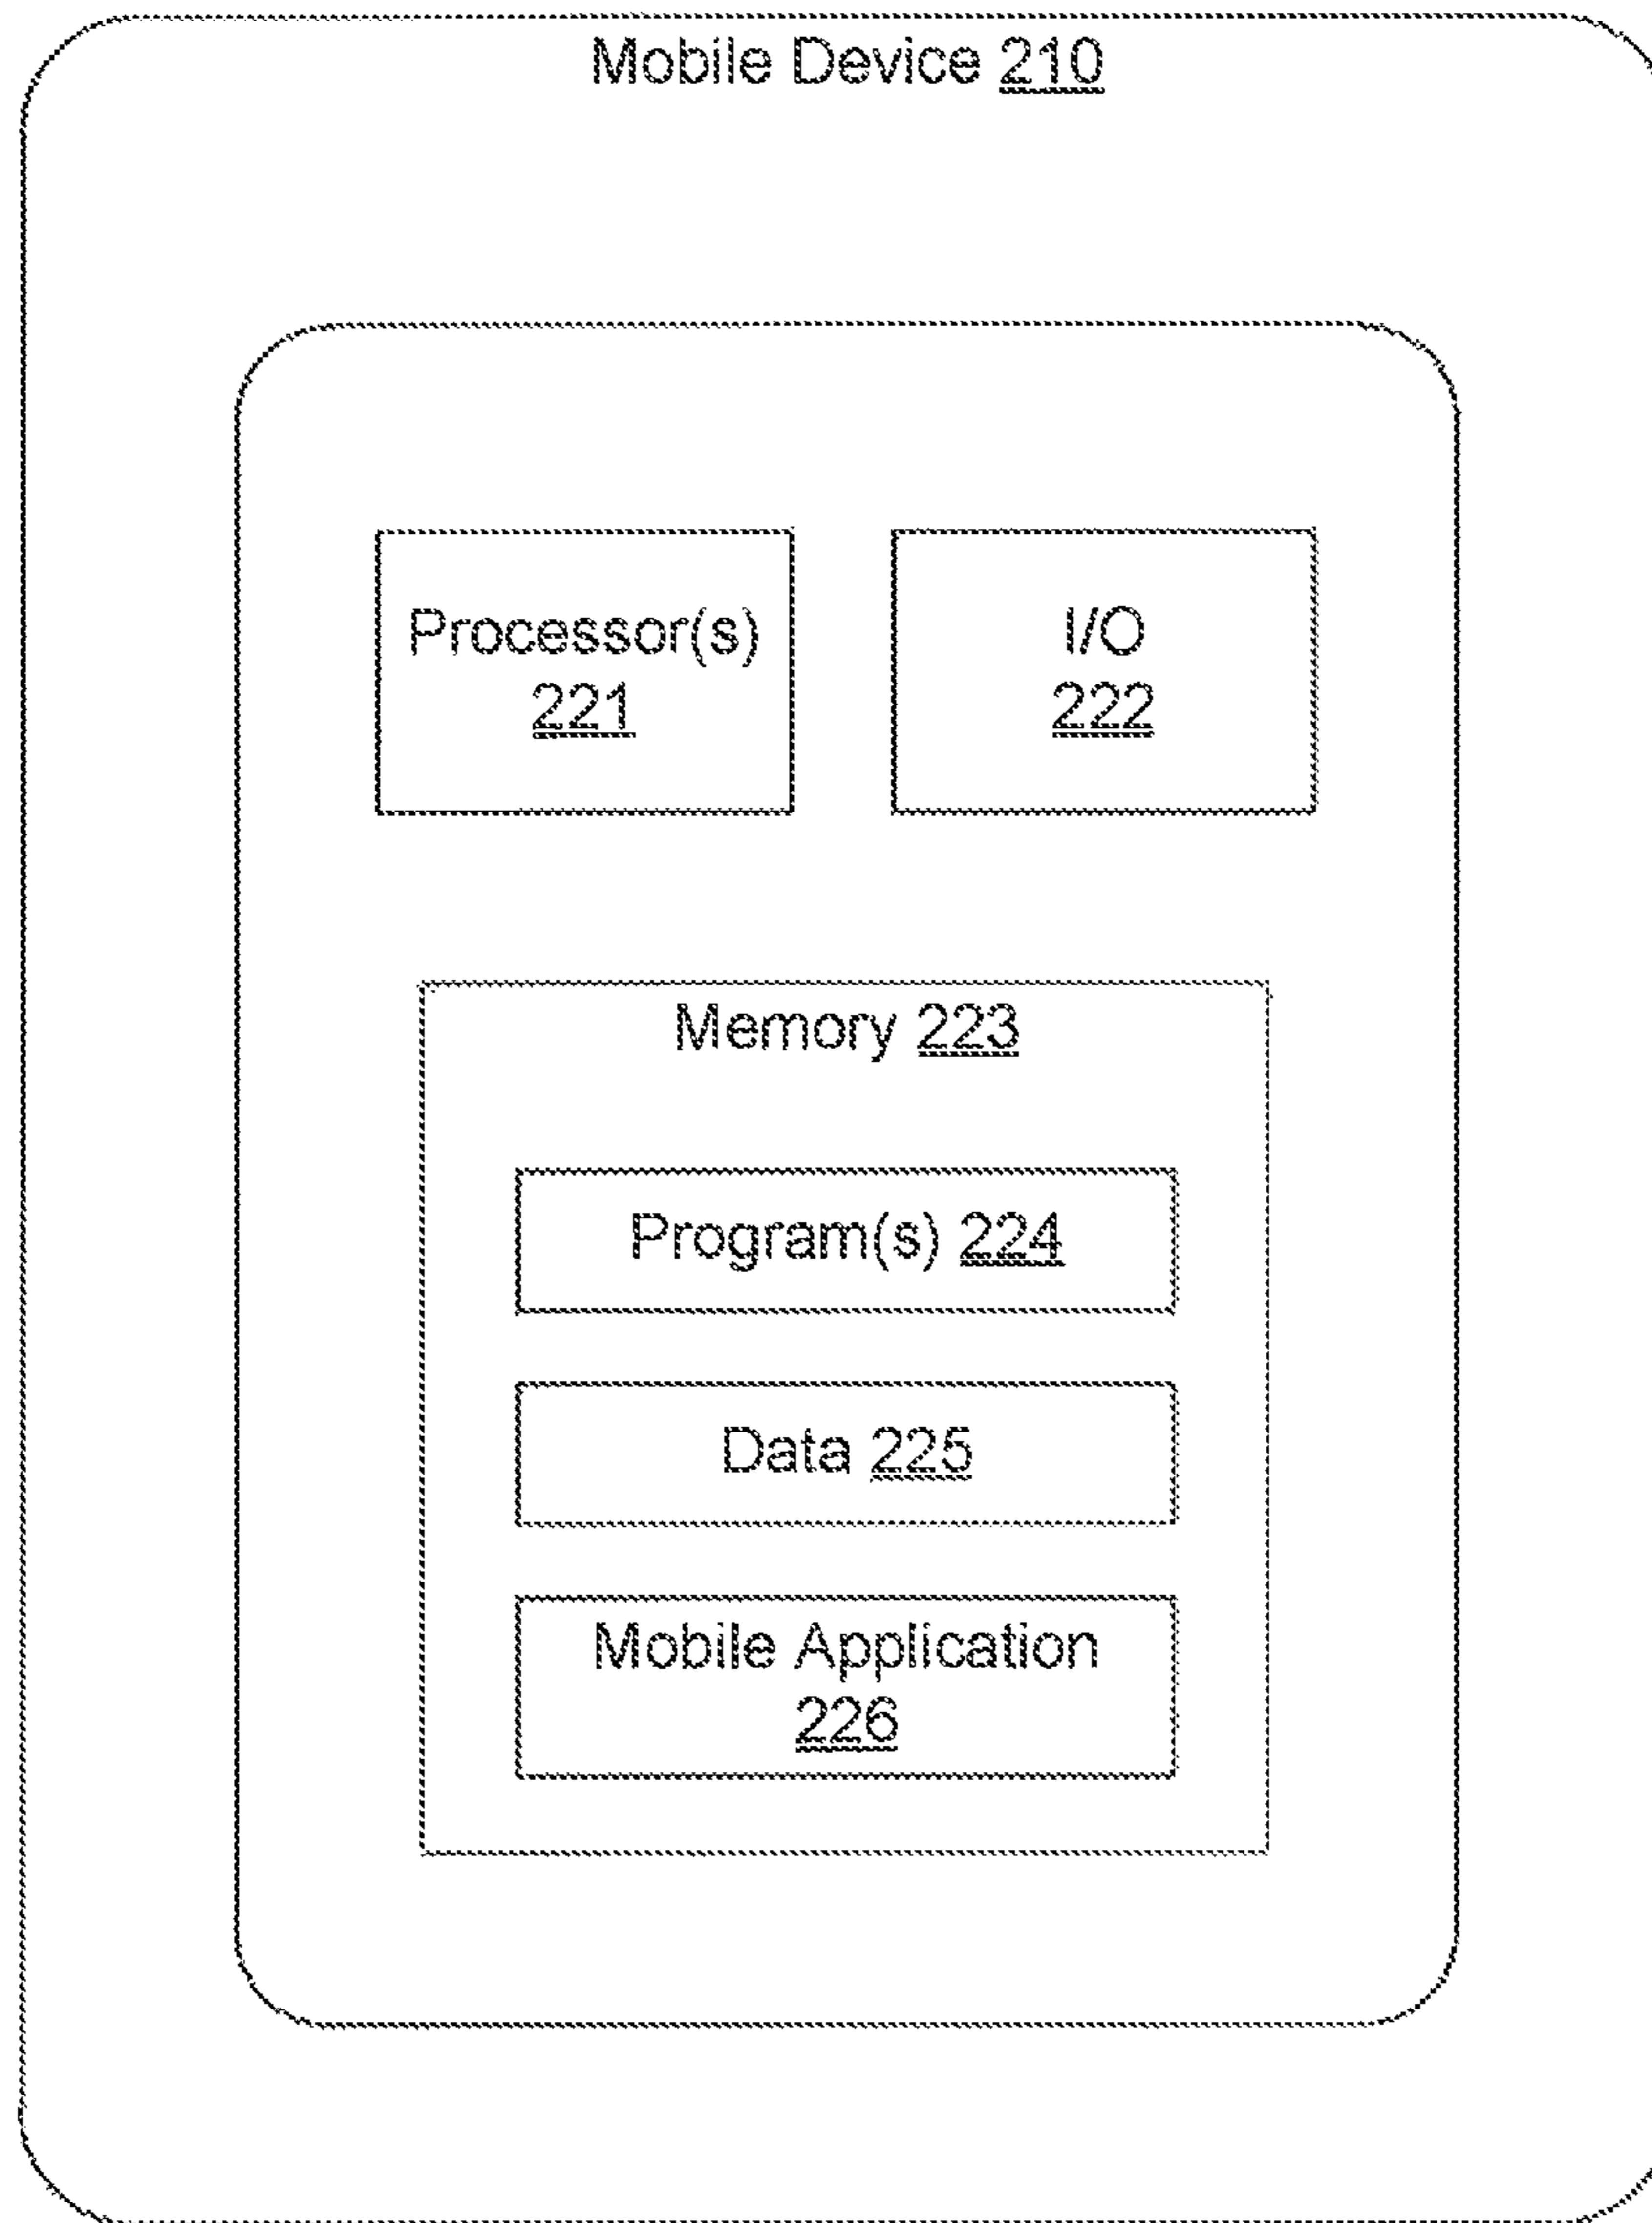 Mobile Device 210
Processor(s)
221
I/O
222
Memory 223
Program(s) 224
Data 225
Mobile Application
226